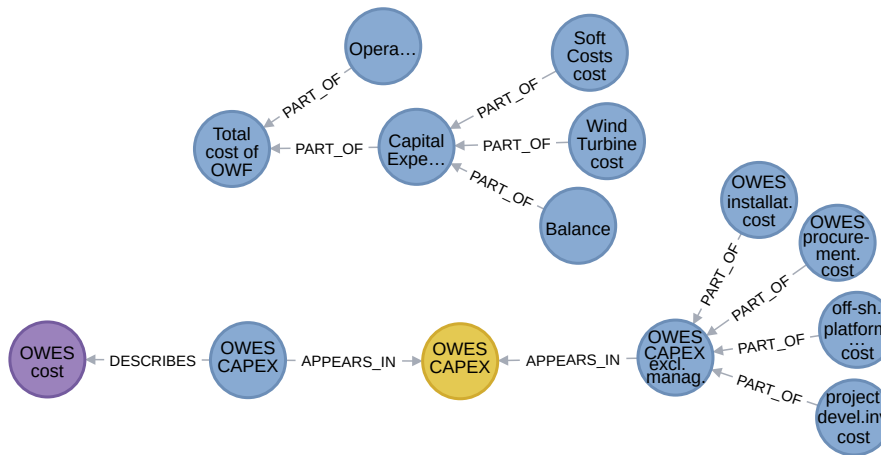 Opera…
Soft
Costs
cost
PART_OF
PART_OF
Total
cost of
OWF
PART_OF
Capital
Expe…
PART_OF
Wind
Turbine
cost
PART_OF
Balance
OWES
installat.
cost
OWES
procure-
ment.
cost
PART_OF
PART_OF
off-sh.
platform
…
cost
PART_OF
OWES
cost
DESCRIBES
OWES
CAPEX
APPEARS_IN
OWES
CAPEX
APPEARS_IN
OWES
CAPEX
excl.
manag.
PART_OF
project.
devel.inv
cost